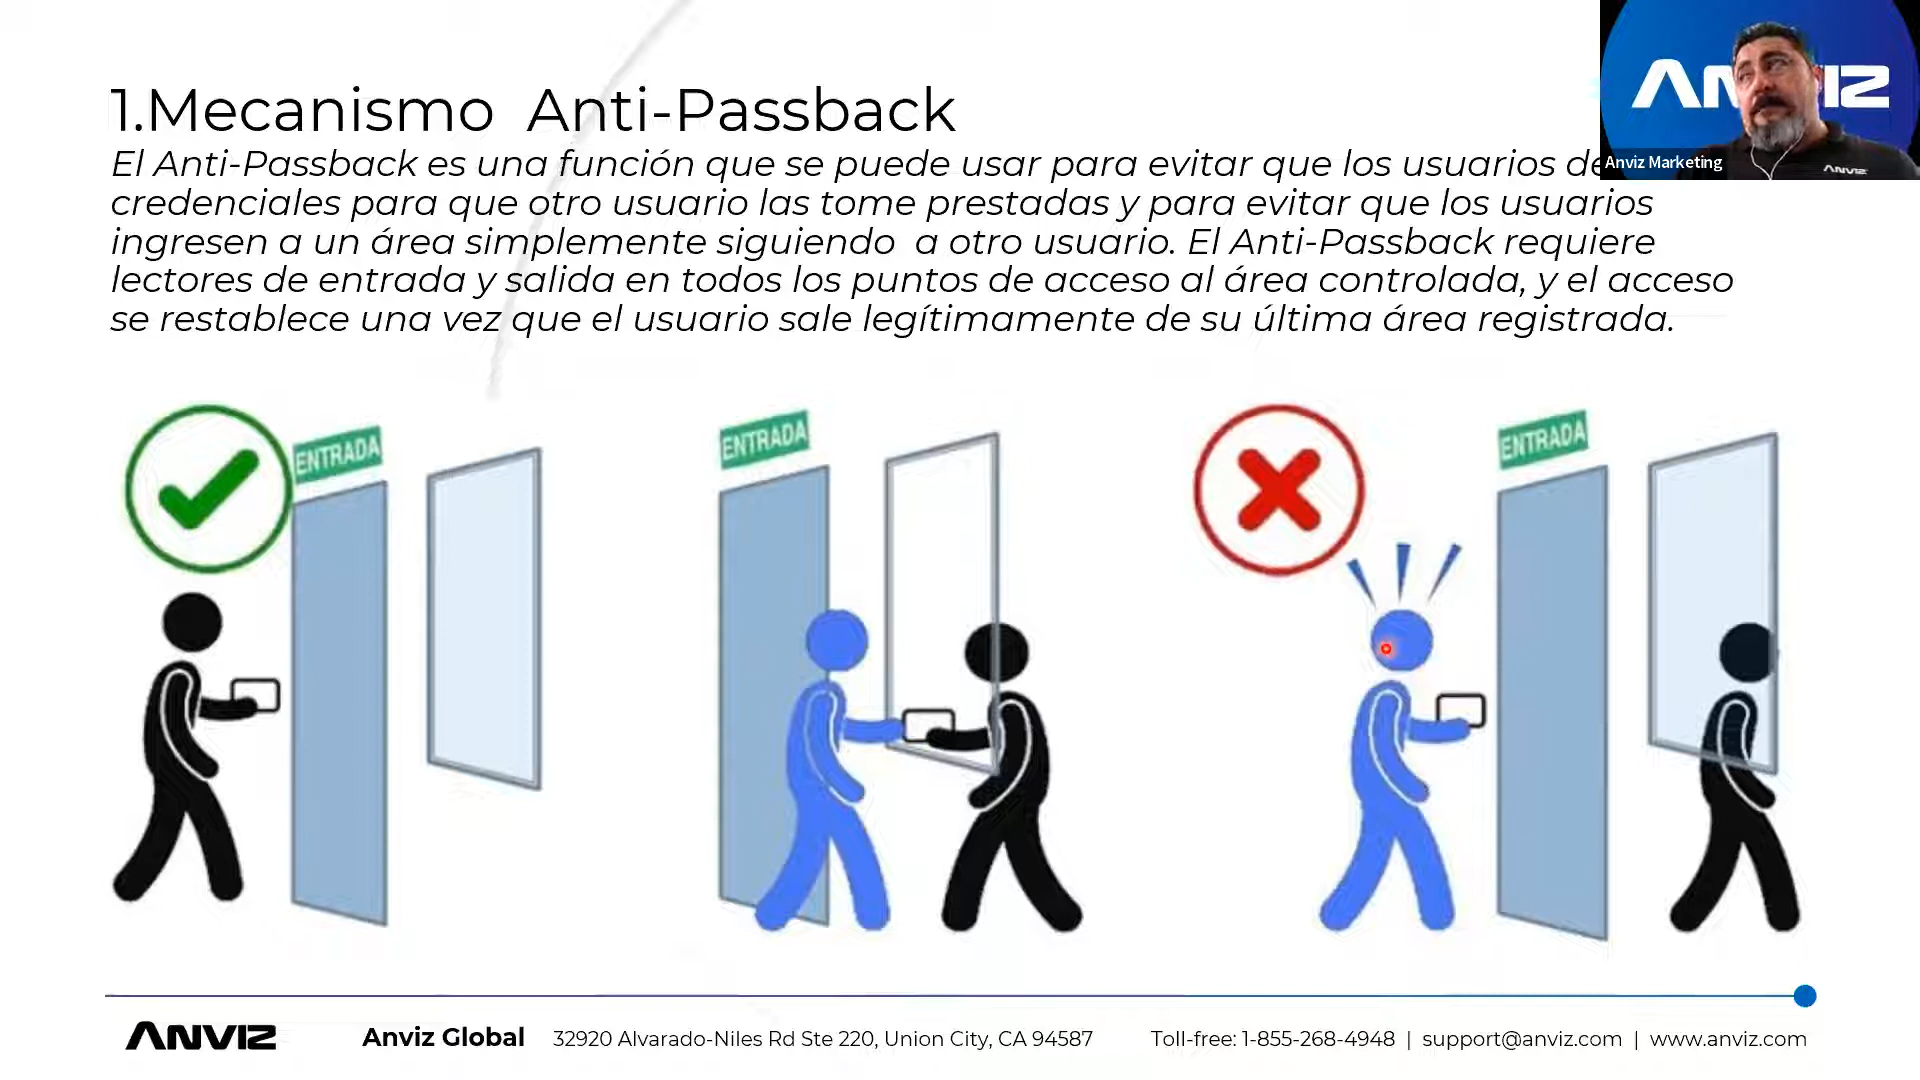 1.Mecanismo Anti-Passback
El Anti-Passback es una función que se puede usar para evitar que los usuarios
credenciales para que otro usuario las tome prestadas y para evitar que los usuarios
ingresen a un área simplemente siguiendo a otro usuario. El Anti-Passback requiere
lectores de entrada y salida en todos los puntos de acceso al área controlada, y el acceso
se restablece una vez que el usuario sale legítimamente de su última área registrada.
ANVIZ
Anviz Marketing
ANVIZ
ENTRADA
ENTRADA
ENTRADA
ANVIZ
Anviz Global
32920 Alvarado-Niles Rd Ste 220, Union City, CA 94587
Toll-free: 1-855-268-4948 | support@anviz.com | www.anviz.com